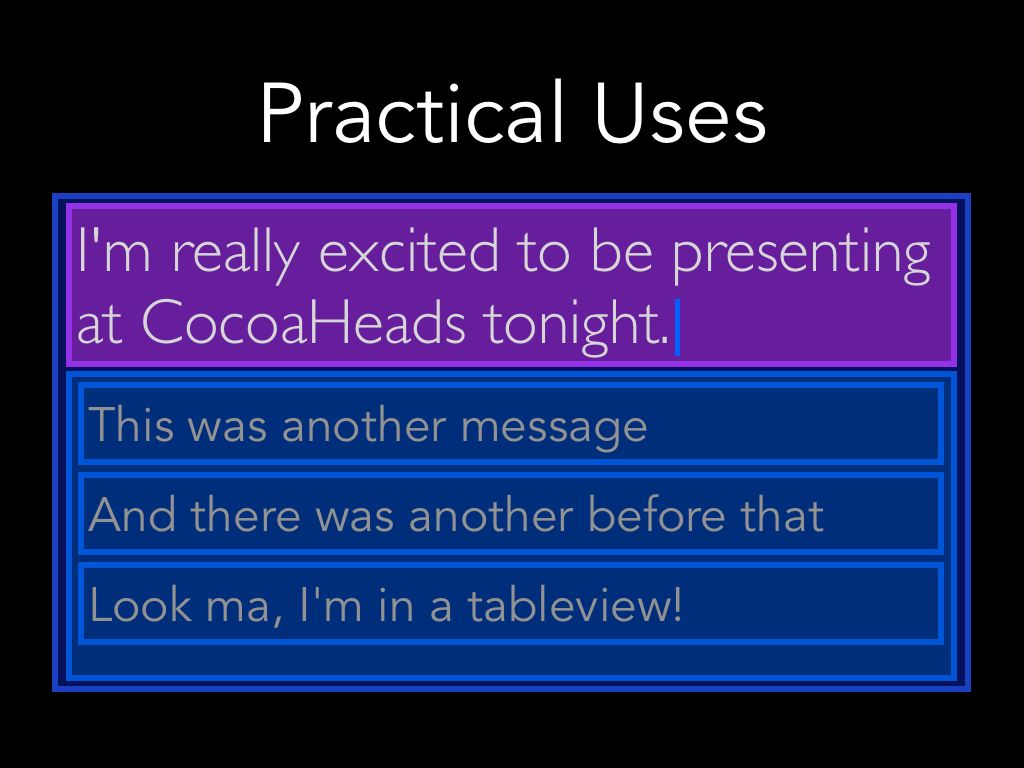 Practical Uses
I'm really excited to be presenting
at CocoaHeads tonight.
This was another message
And there was another before that
Look ma, I'm in a tableview!